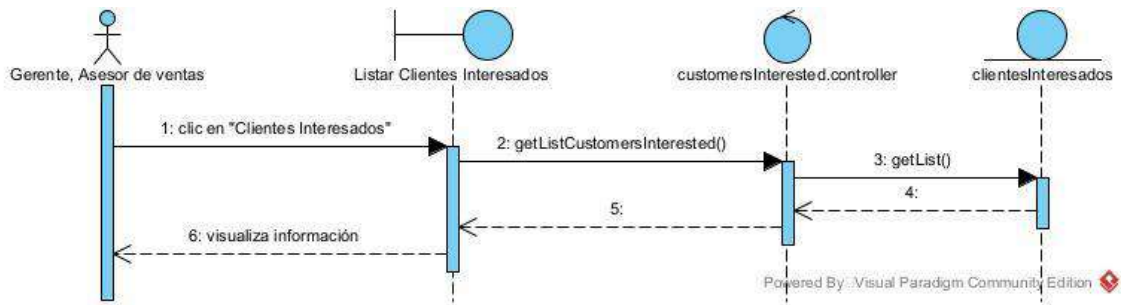 Gerente, Asesor de ventas
Listar Clientes Interesados
customersInterested.controller
clientesInteresados
1: clic en "Clientes Interesados"
2: getListCustomersInterested()
3: getList()
4:
5:
6: visualiza información
Powered By Visual Paradigm Community Edition